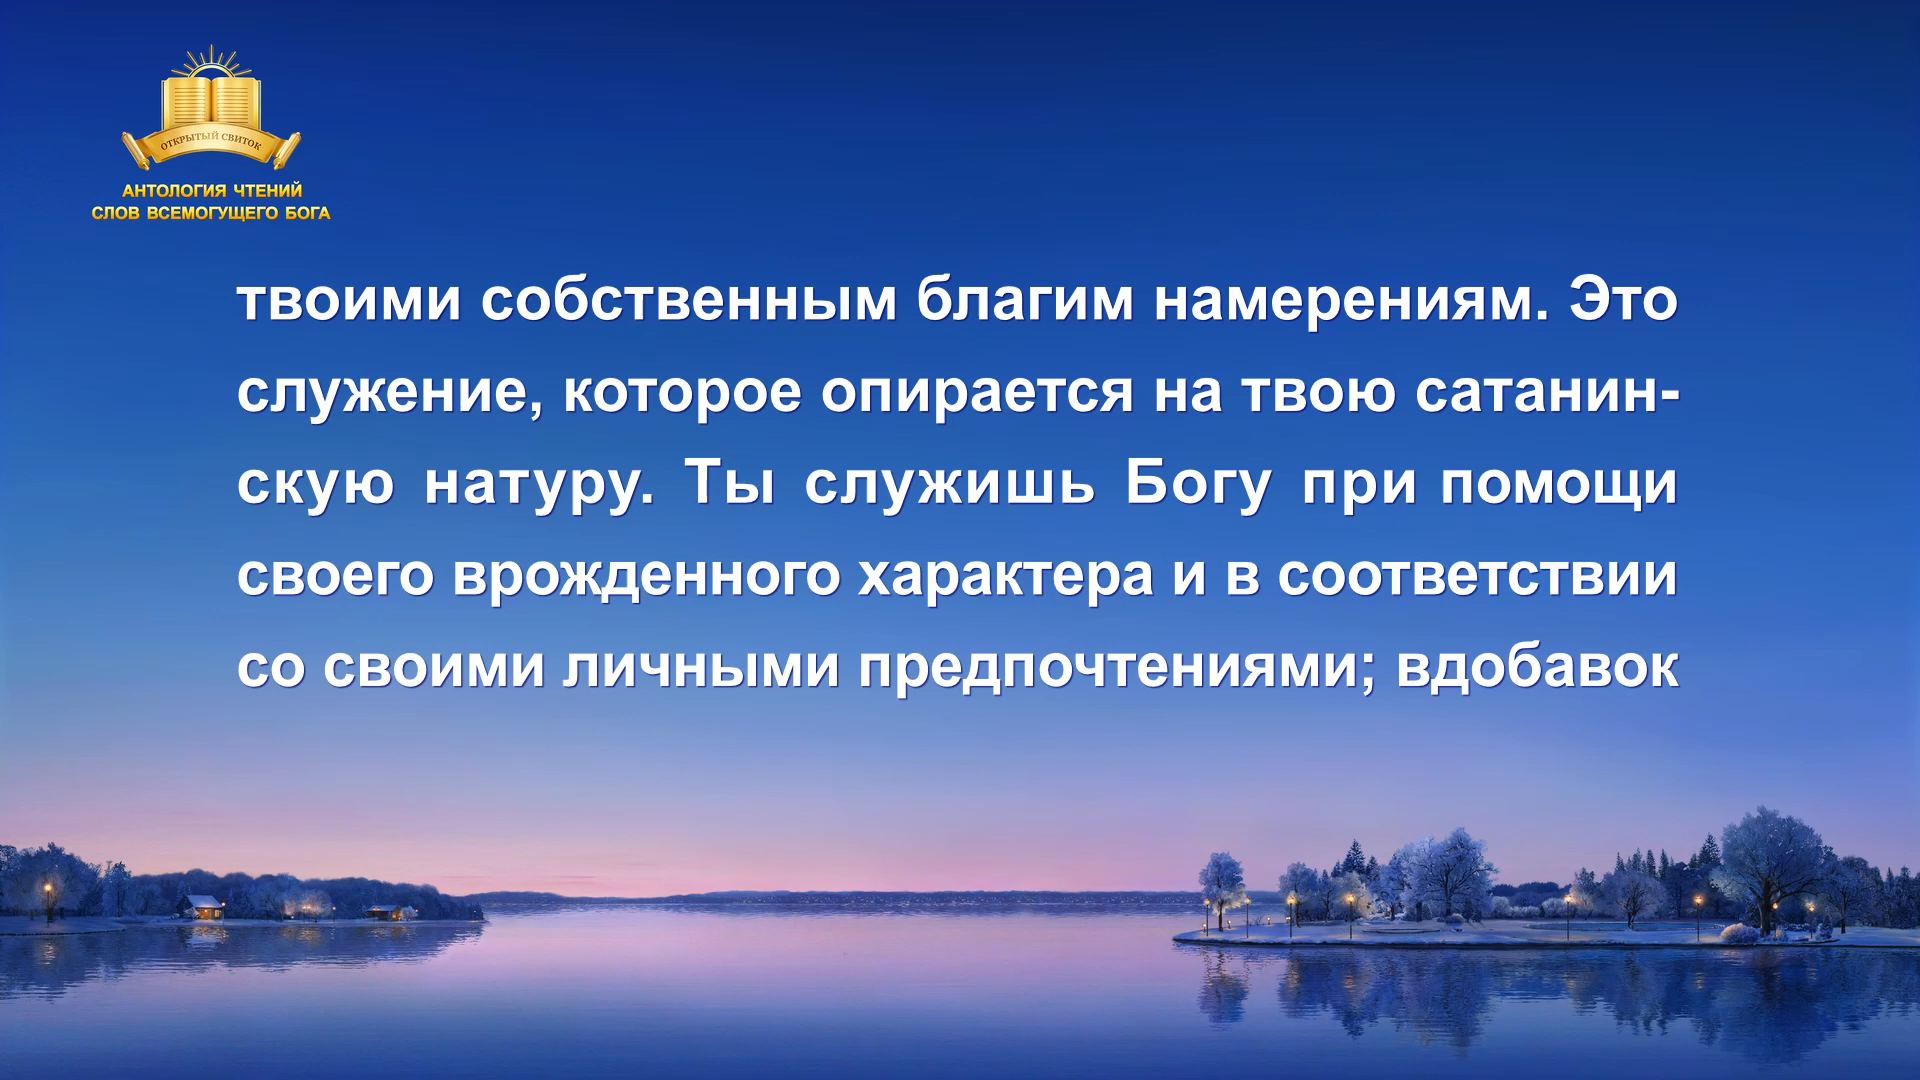 ОТКРЫТЫЙ СВИТОК
АНТОЛОГИЯ ЧТЕНИЙ
СЛОВ ВСЕМОГУЩЕГО БОГА
твоими собственным благим намерениям. Это
служение, которое опирается на твою сатанин-
скую натуру. Ты служишь Богу при помощи
своего врожденного характера и в соответствии
со своими личными предпочтениями; вдобавок